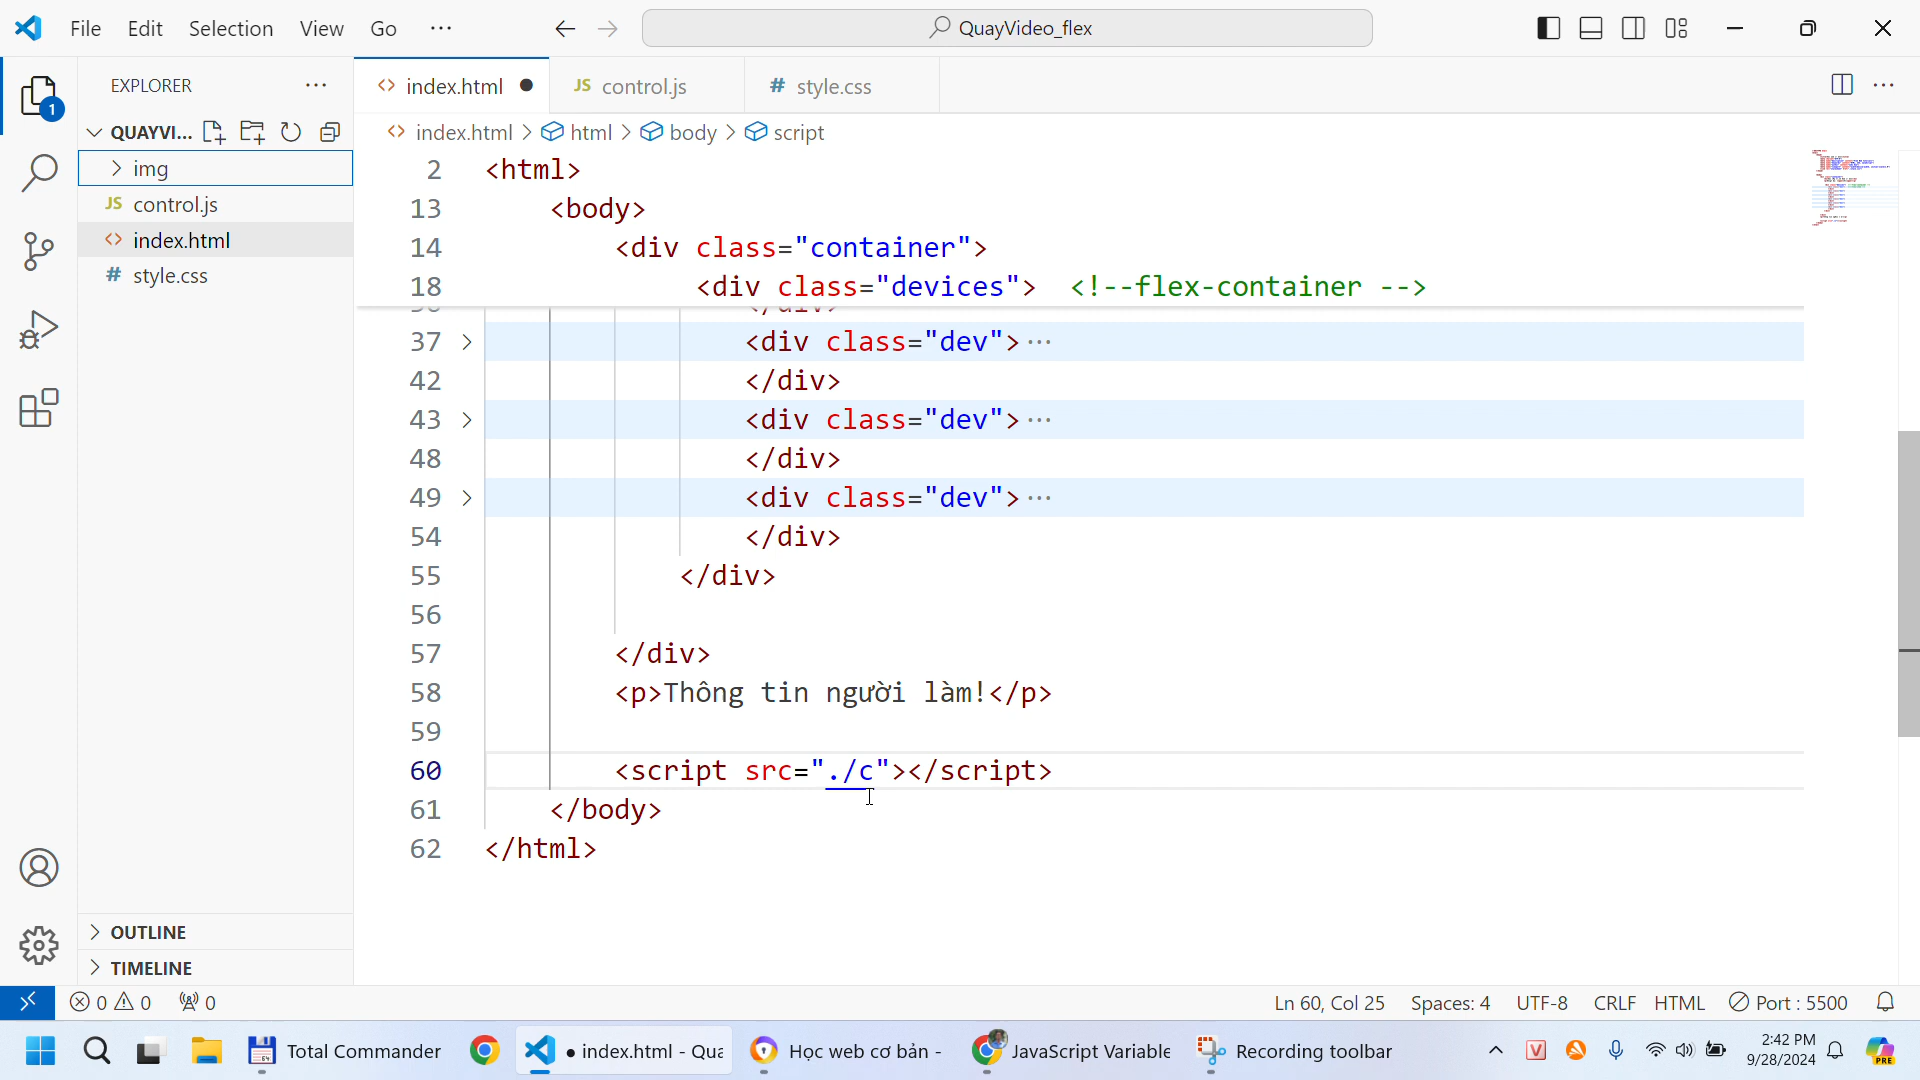 File Edit Selection View Go ··· QuayVideo_flex
EXPLORER ···
QUAYVI...
img
JS control.js
<> index.html
# style.css
OUTLINE
TIMELINE
1
<> index.html ● JS control.js # style.css ···
<> index.html > html > body > script
2 <html>
13 <body>
14 <div class="container">
18 <div class="devices"> <!--flex-container -->
37 <div class="dev">···
42 </div>
43 <div class="dev">···
48 </div>
49 <div class="dev">···
54 </div>
55 </div>
56
57 </div>
58 <p>Thông tin người làm!</p>
59
60 <script src="./c"></script>
61 </body>
62 </html>
0 0 0 Ln 60, Col 25 Spaces: 4 UTF-8 CRLF HTML Port : 5500
Total Commander ● index.html - Qua Học web cơ bản - JavaScript Variable Recording toolbar 2:42 PM
9/28/2024